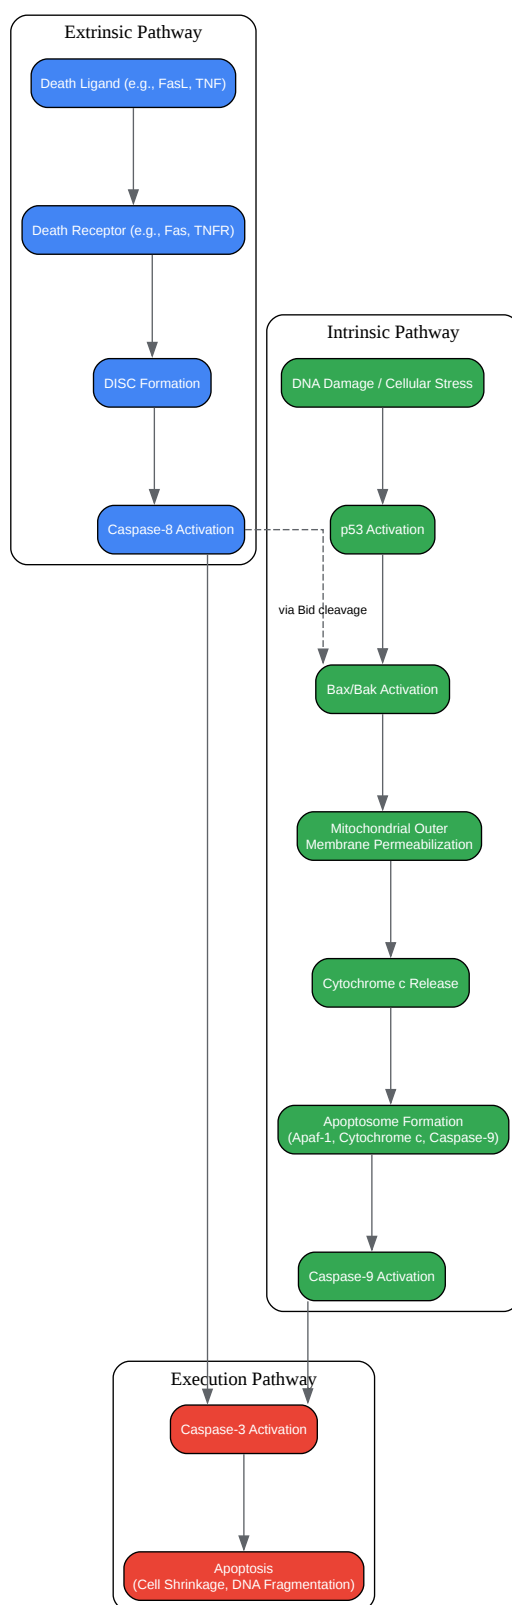 Extrinsic Pathway
Death Ligand (e.g., FasL, TNF)
Death Receptor (e.g., Fas, TNFR)
DISC Formation
Caspase-8 Activation
Intrinsic Pathway
DNA Damage / Cellular Stress
p53 Activation
via Bid cleavage
Bax/Bak Activation
Mitochondrial Outer
Membrane Permeabilization
Cytochrome c Release
Apoptosome Formation
(Apaf-1, Cytochrome c, Caspase-9)
Caspase-9 Activation
Execution Pathway
Caspase-3 Activation
Apoptosis
(Cell Shrinkage, DNA Fragmentation)